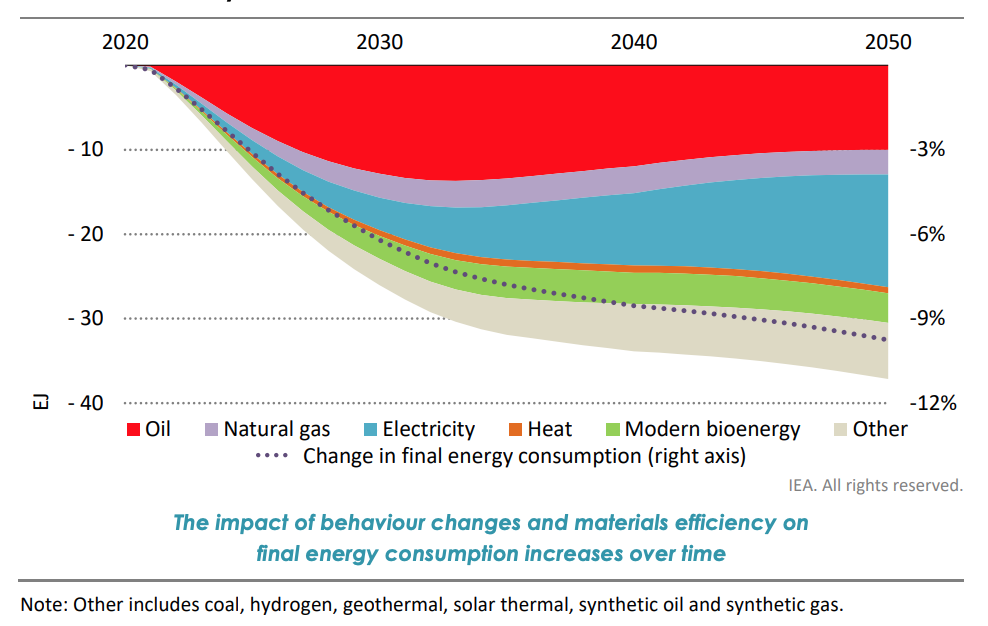 2020 2030 2040 2050
- 10 -3%
- 20 -6%
- 30 -9%
EJ - 40 -12%
Oil Natural gas Electricity Heat Modern bioenergy Other
Change in final energy consumption (right axis)
IEA. All rights reserved.
The impact of behaviour changes and materials efficiency on
final energy consumption increases over time
Note: Other includes coal, hydrogen, geothermal, solar thermal, synthetic oil and synthetic gas.